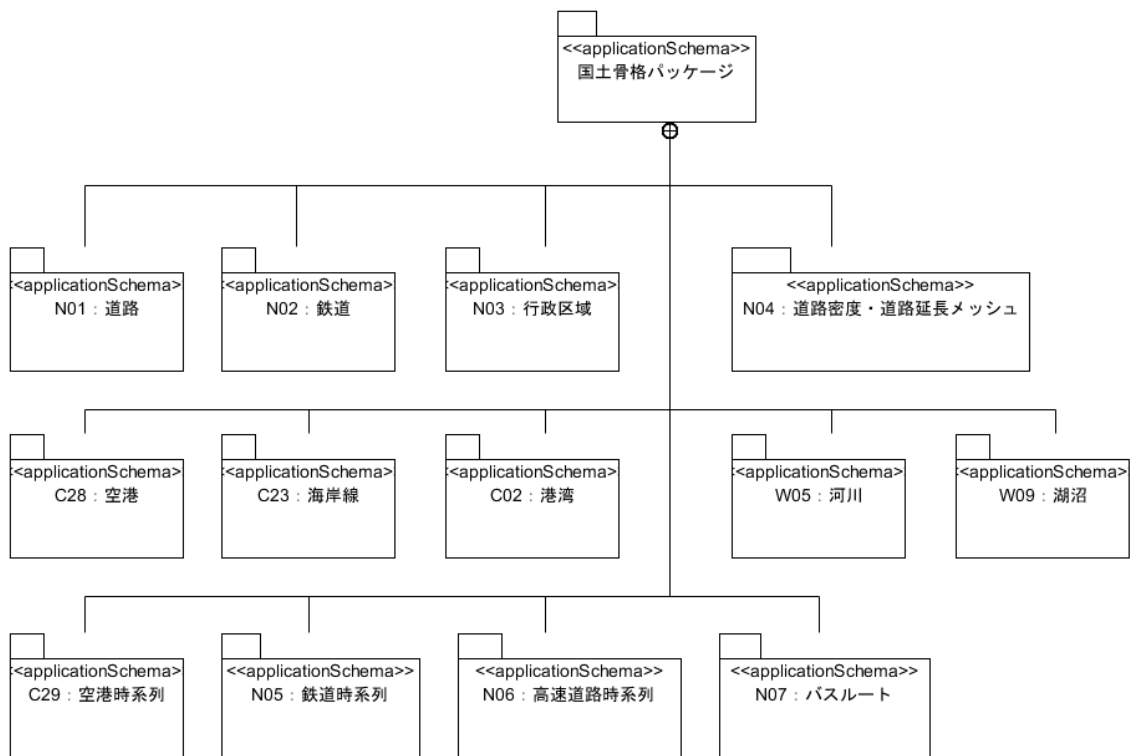 <<applicationSchema>>
国土骨格パッケージ
<<applicationSchema>
N01：道路
<<applicationSchema>
N02：鉄道
<<applicationSchema>
N03：行政区域
<<applicationSchema>>
N04：道路密度・道路延長メッシュ
<<applicationSchema>
C28：空港
<<applicationSchema>
C23：海岸線
<<applicationSchema>
C02：港湾
<<applicationSchema>
W05：河川
<<applicationSchema>
W09：湖沼
<<applicationSchema>
C29：空港時系列
<<applicationSchema>>
N05：鉄道時系列
<<applicationSchema>>
N06：高速道路時系列
<<applicationSchema>>
N07：バスルート